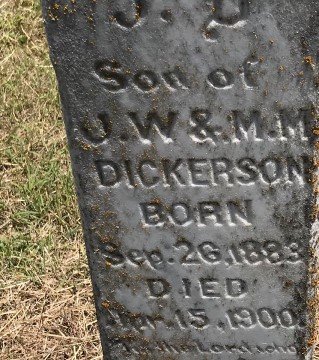 J. D
Son of
J. W & M. M
DICKERSON
BORN
Sep. 26, 1883
DIED
15, 1900.